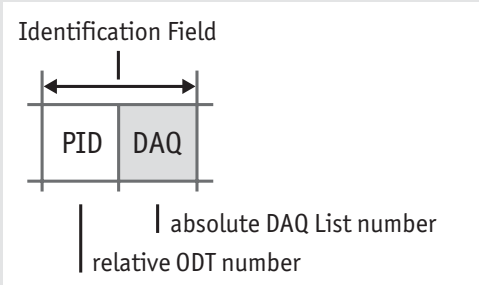 Identification Field
PID DAQ
absolute DAQ List number
relative ODT number